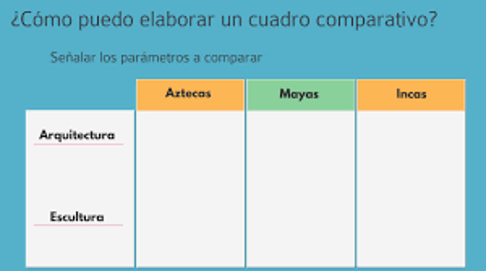 ¿Cómo puedo elaborar un cuadro comparativo?
Señalar los parámetros a comparar
Aztecas Mayas Incas
Arquitectura
Escultura